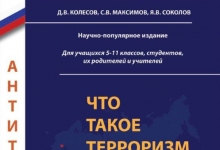 Д.В. КОЛЕСОВ, С.В. МАКСИМОВ, Я.В. СОКОЛОВ
Научно-популярное издание
Для учащихся 5-11 классов, студентов,
их родителей и учителей
ЧТО
ТАКОЕ
ТЕРРОРИЗМ
АНТИТ